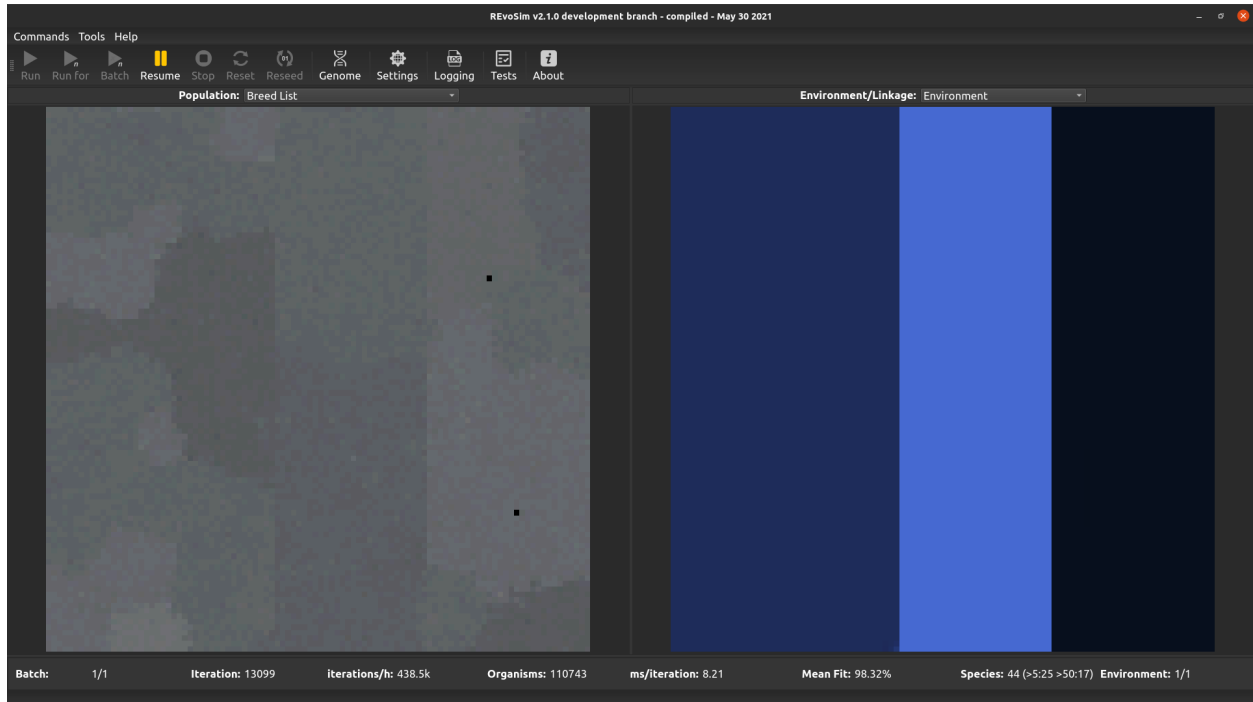 REvoSim v2.1.0 development branch - compiled - May 30 2021
Commands Tools Help
Run Run for Batch Resume Stop Reset Reseed Genome Settings Logging Tests About
Population: Breed List Environment/Linkage: Environment
Batch: 1/1 Iteration: 13099 iterations/h: 438.5k Organisms: 110743 ms/iteration: 8.21 Mean Fit: 98.32% Species: 44 (>5:25 >50:17) Environment: 1/1